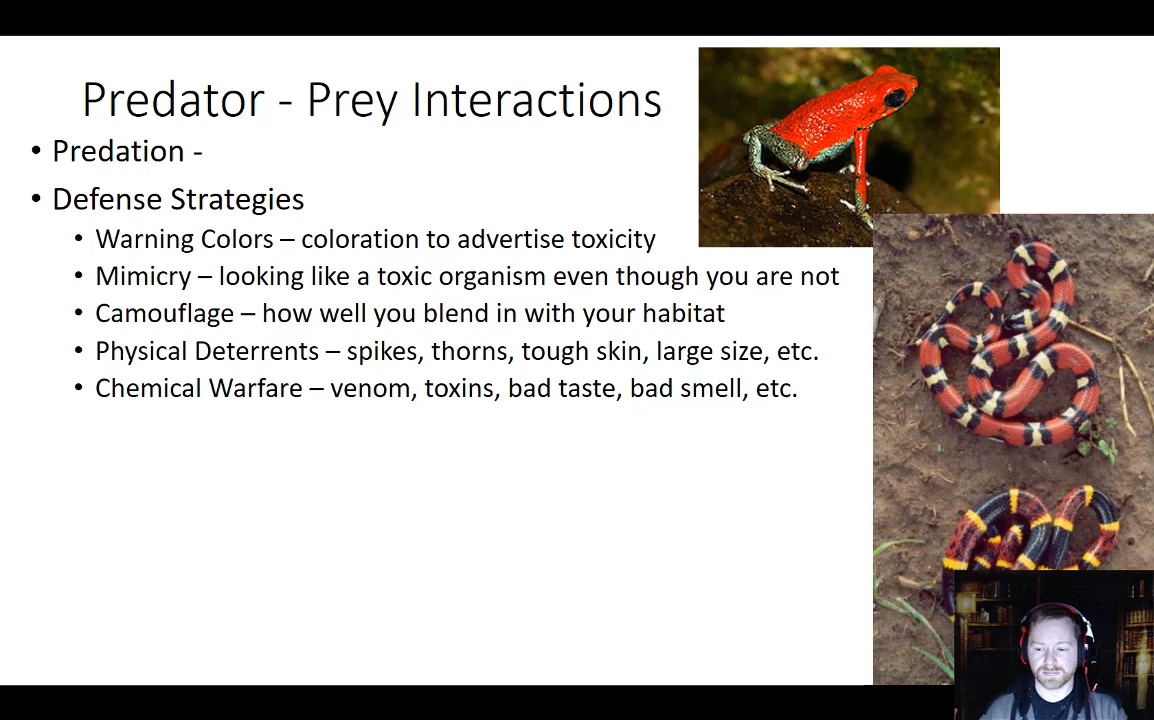 Predator - Prey Interactions
• Predation -
• Defense Strategies
• Warning Colors – coloration to advertise toxicity
• Mimicry – looking like a toxic organism even though you are not
• Camouflage – how well you blend in with your habitat
• Physical Deterrents – spikes, thorns, tough skin, large size, etc.
• Chemical Warfare – venom, toxins, bad taste, bad smell, etc.